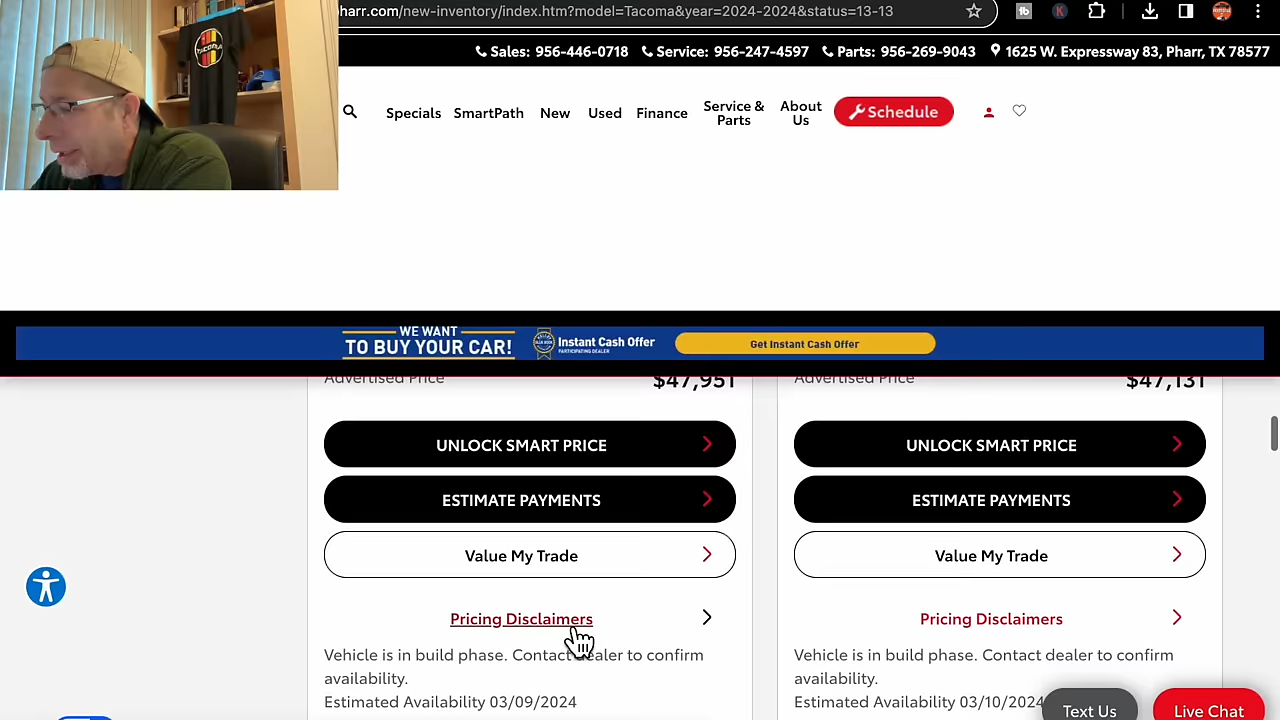 harr.com/new-inventory/index.htm?model=Tacoma&year=2024-2024&status=13-13
Sales: 956-446-0718 Service: 956-247-4597 Parts: 956-269-9043 1625 W. Expressway 83, Pharr, TX 78577
TACOMA
Specials SmartPath New Used Finance Service & Parts About Us Schedule
WE WANT
TO BUY YOUR CAR!
Instant Cash Offer
PARTICIPATING DEALER
Get Instant Cash Offer
Advertised Price $47,951
Advertised Price $47,131
UNLOCK SMART PRICE
UNLOCK SMART PRICE
ESTIMATE PAYMENTS
ESTIMATE PAYMENTS
Value My Trade
Value My Trade
Pricing Disclaimers
Pricing Disclaimers
Vehicle is in build phase. Contact dealer to confirm
availability.
Estimated Availability 03/09/2024
Vehicle is in build phase. Contact dealer to confirm
availability.
Estimated Availability 03/10/2024
Text Us
Live Chat